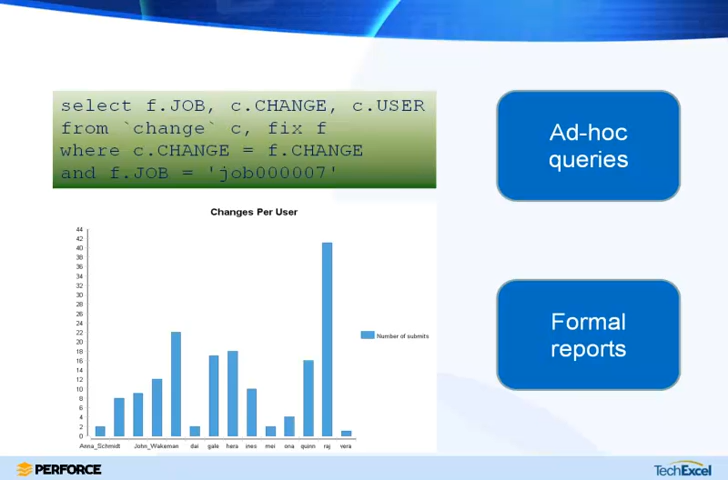 select f.JOB, c.CHANGE, c.USER
from `change` c, fix f
where c.CHANGE = f.CHANGE
and f.JOB = 'job000007'
Ad-hoc
queries
Changes Per User
44
42
40
38
36
34
32
30
28
26
24
22
20
18
16
14
12
10
8
6
4
2
0
Number of submits
Anna_Schmidt John_Wakeman dai gale hera ines mei ona quinn raj vera
Formal
reports
PERFORCE
TechExcel